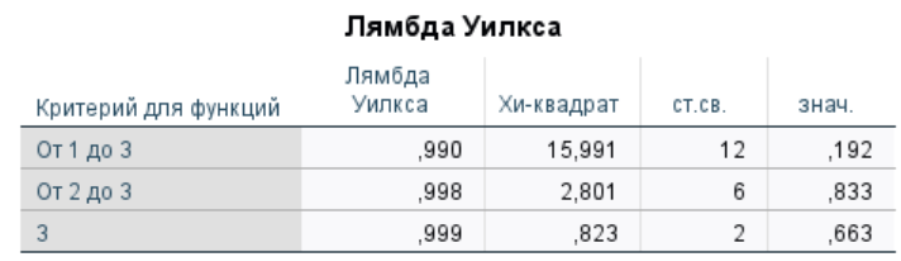 Лямбда Уилкса
Критерий для функций Лямбда Уилкса Хи-квадрат ст.св. знач.
От 1 до 3 ,990 15,991 12 ,192
От 2 до 3 ,998 2,801 6 ,833
3 ,999 ,823 2 ,663